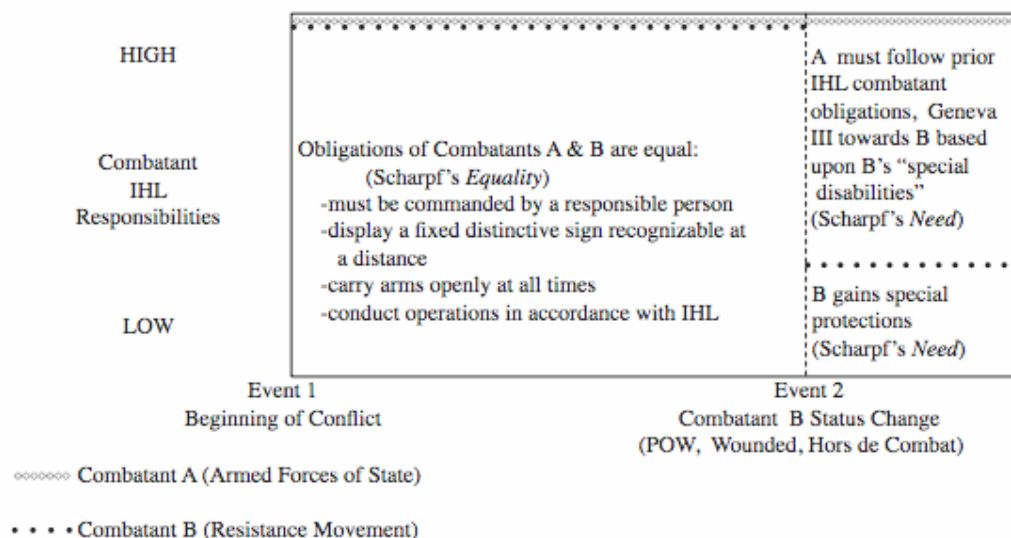 HIGH
Combatant
IHL
Responsibilities
LOW
Obligations of Combatants A & B are equal:
(Scharpf's Equality)
-must be commanded by a responsible person
-display a fixed distinctive sign recognizable at
a distance
-carry arms openly at all times
-conduct operations in accordance with IHL
A must follow prior
IHL combatant
obligations, Geneva
III towards B based
upon B's “special
disabilities”
(Scharpf's Need)
B gains special
protections
(Scharpf's Need)
Event 1
Beginning of Conflict
Event 2
Combatant B Status Change
(POW, Wounded, Hors de Combat)
Combatant A (Armed Forces of State)
Combatant B (Resistance Movement)